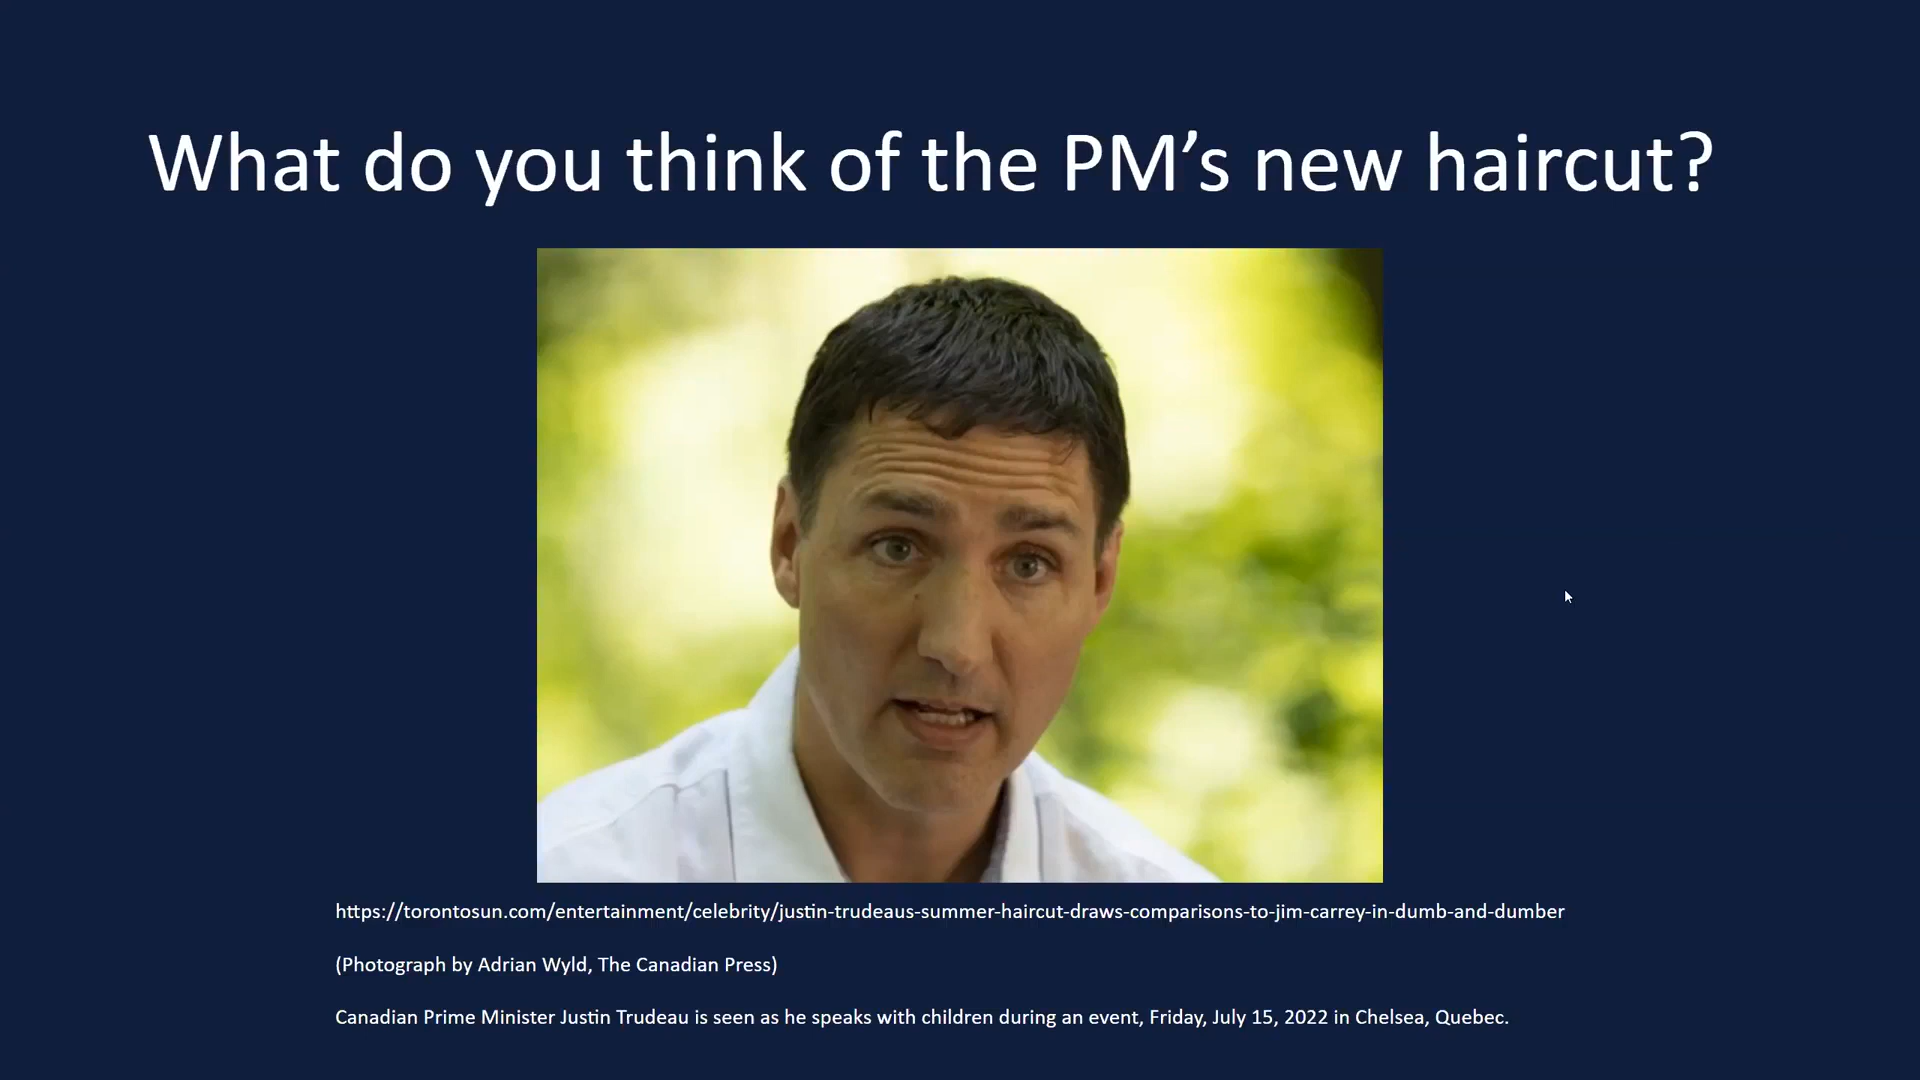 What do you think of the PM’s new haircut?
https://torontosun.com/entertainment/celebrity/justin-trudeaus-summer-haircut-draws-comparisons-to-jim-carrey-in-dumb-and-dumber
(Photograph by Adrian Wyld, The Canadian Press)
Canadian Prime Minister Justin Trudeau is seen as he speaks with children during an event, Friday, July 15, 2022 in Chelsea, Quebec.